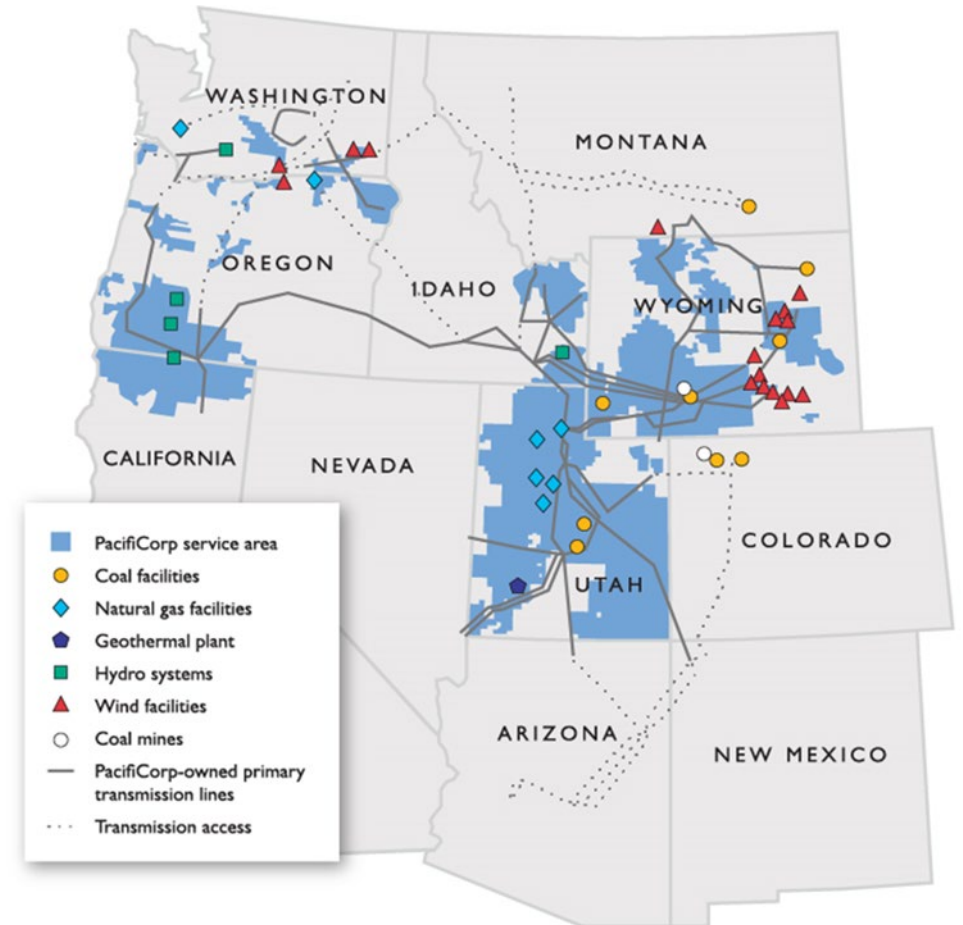 WASHINGTON
MONTANA
OREGON
IDAHO
WYOMING
CALIFORNIA
NEVADA
UTAH
COLORADO
ARIZONA
NEW MEXICO
PacifiCorp service area
Coal facilities
Natural gas facilities
Geothermal plant
Hydro systems
Wind facilities
Coal mines
PacifiCorp-owned primary
transmission lines
Transmission access